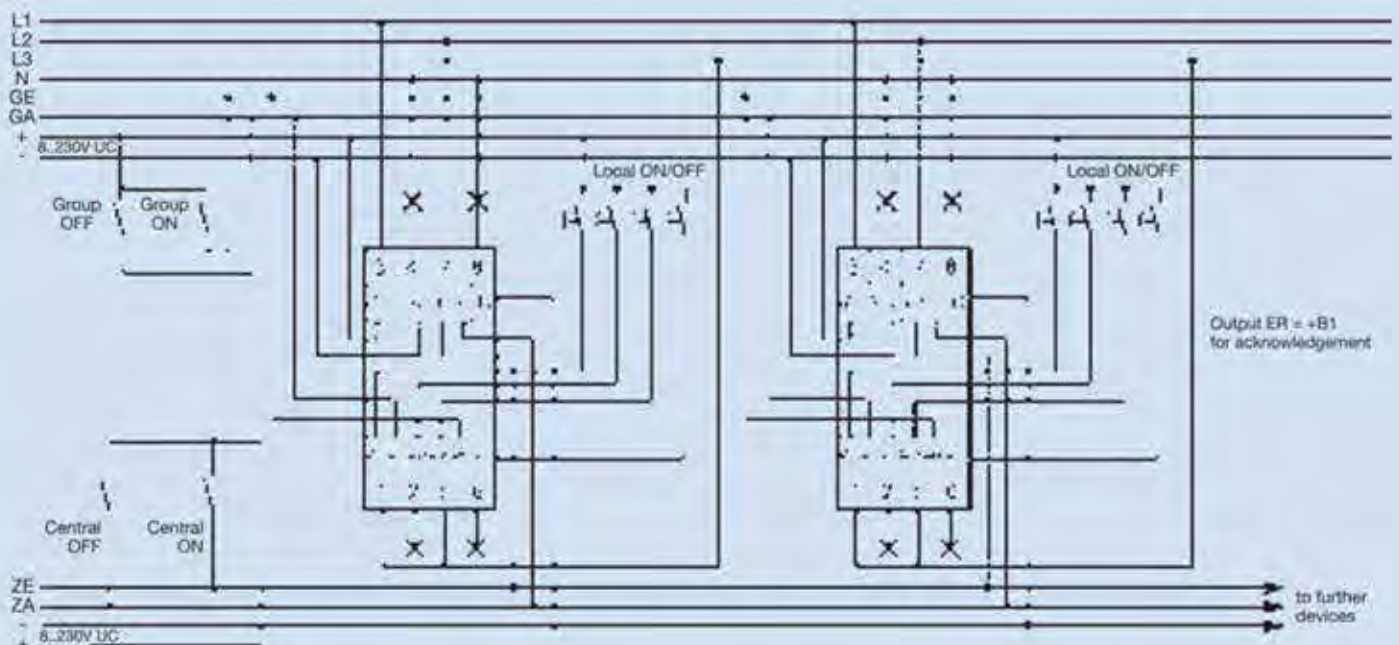 L1
L2
L3
N
GE
GA
+
8..230V UC
-
Local ON/OFF
Local ON/OFF
Group OFF
Group ON
Output ER = +B1
for acknowledgement
Central OFF
Central ON
ZE
ZA
to further
devices
-
8..230V UC
+